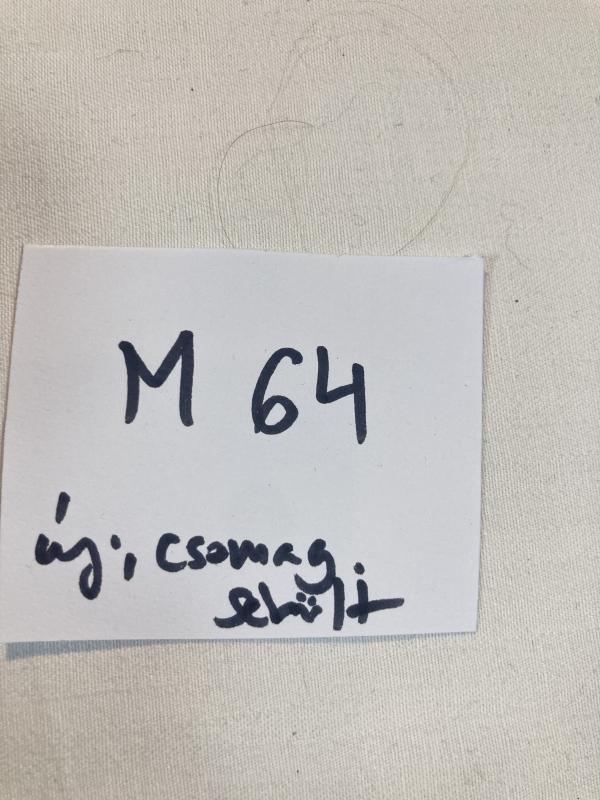 M 64
új, csomag.
sérült